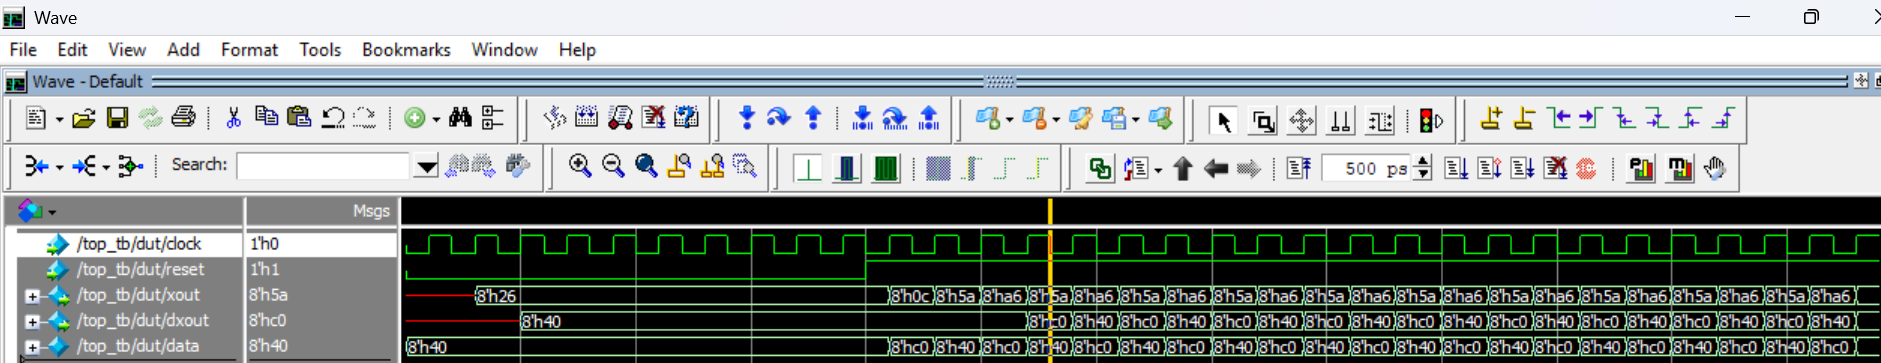 Wave
File Edit View Add Format Tools Bookmarks Window Help
Wave - Default
Search: 500 ps
Msgs
/top_tb/dut/clock 1'h0
/top_tb/dut/reset 1'h1
/top_tb/dut/xout 8'h5a 8'h26 8'h0c 8'h5a 8'ha6 8'h5a 8'ha6 8'h5a 8'ha6 8'h5a 8'ha6 8'h5a 8'ha6 8'h5a 8'ha6 8'h5a 8'ha6 8'h5a 8'ha6 8'h5a 8'ha6
/top_tb/dut/dxout 8'hc0 8'h40 8'hc0 8'h40 8'hc0 8'h40 8'hc0 8'h40 8'hc0 8'h40 8'hc0 8'h40 8'hc0 8'h40 8'hc0 8'h40 8'hc0 8'h40 8'hc0 8'h40
/top_tb/dut/data 8'h40 8'h40 8'hc0 8'h40 8'hc0 8'h40 8'hc0 8'h40 8'hc0 8'h40 8'hc0 8'h40 8'hc0 8'h40 8'hc0 8'h40 8'hc0 8'h40 8'hc0 8'h40 8'hc0 8'h40 8'hc0